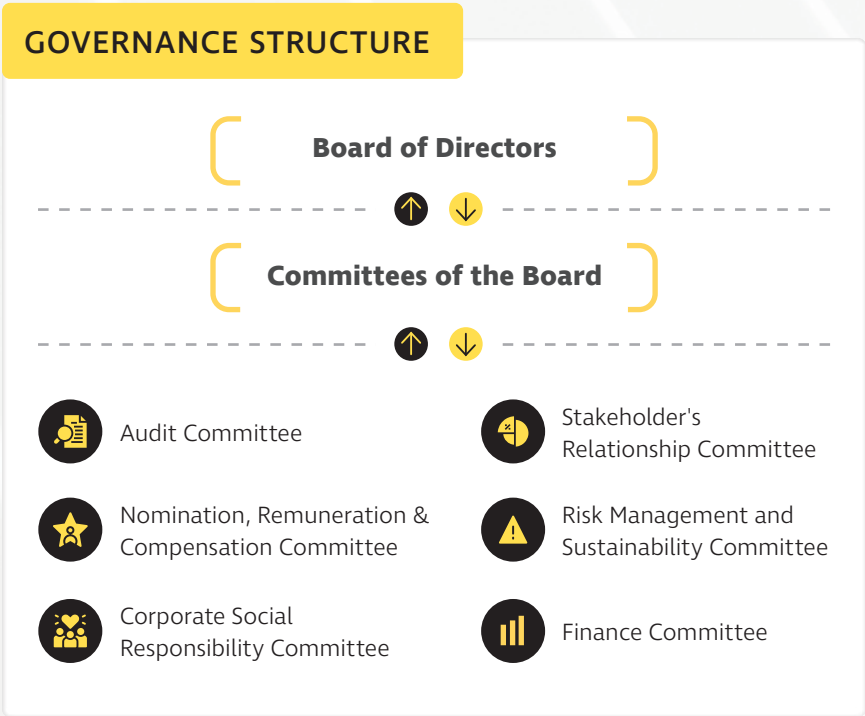 GOVERNANCE STRUCTURE
Board of Directors
Committees of the Board
Audit Committee
Stakeholder's
Relationship Committee
Nomination, Remuneration &
Compensation Committee
Risk Management and
Sustainability Committee
Corporate Social
Responsibility Committee
Finance Committee